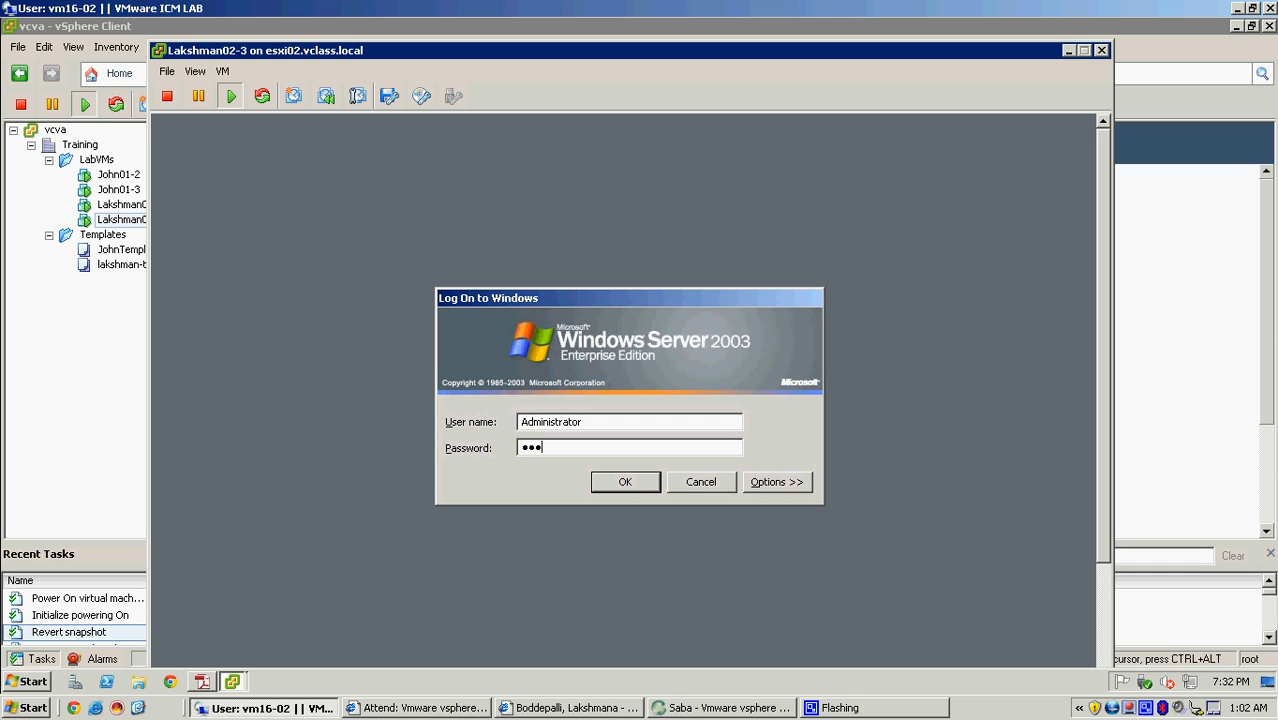 User: vm16-02 | VMware ICM LAB
vcva - vSphere Client
File Edit View Inventory
Lakshman02-3 on esxi02.vclass.local
Home
File View VM
vcva
Training
LabVMs
John01-2
John01-3
Lakshman0
Lakshman0
Templates
JohnTempl
lakshman-t
Log On to Windows
Microsoft
Windows Server 2003
Enterprise Edition
Copyright © 1985-2003 Microsoft Corporation
Microsoft
User name: Administrator
Password:
OK Cancel Options >>
Recent Tasks
Clear
Name
Power On virtual mach...
Initialize powering On
Revert snapshot
Tasks Alarms
cursor, press CTRL+ALT root
Start
7:32 PM
Start
User: vm16-02 || VM...
Attend: Vmware vsphere...
Boddepalli, Lakshmana - ...
Saba - Vmware vsphere ...
Flashing
1:02 AM